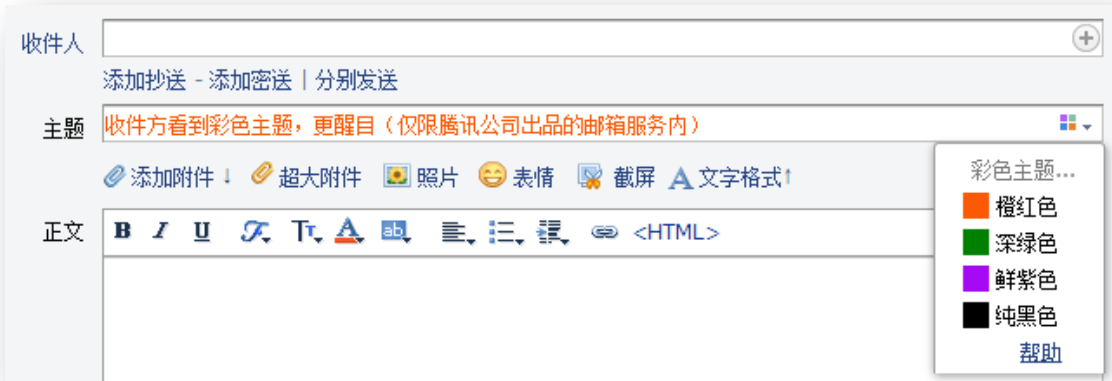 收件人
添加抄送 - 添加密送 | 分别发送
主题 收件方看到彩色主题，更醒目（仅限腾讯公司出品的邮箱服务内）
彩色主题...
橙红色
深绿色
鲜紫色
纯黑色
帮助
添加附件↓ 超大附件 照片 表情 截屏 A 文字格式↑
正文 B I U F Tт A ab <HTML>